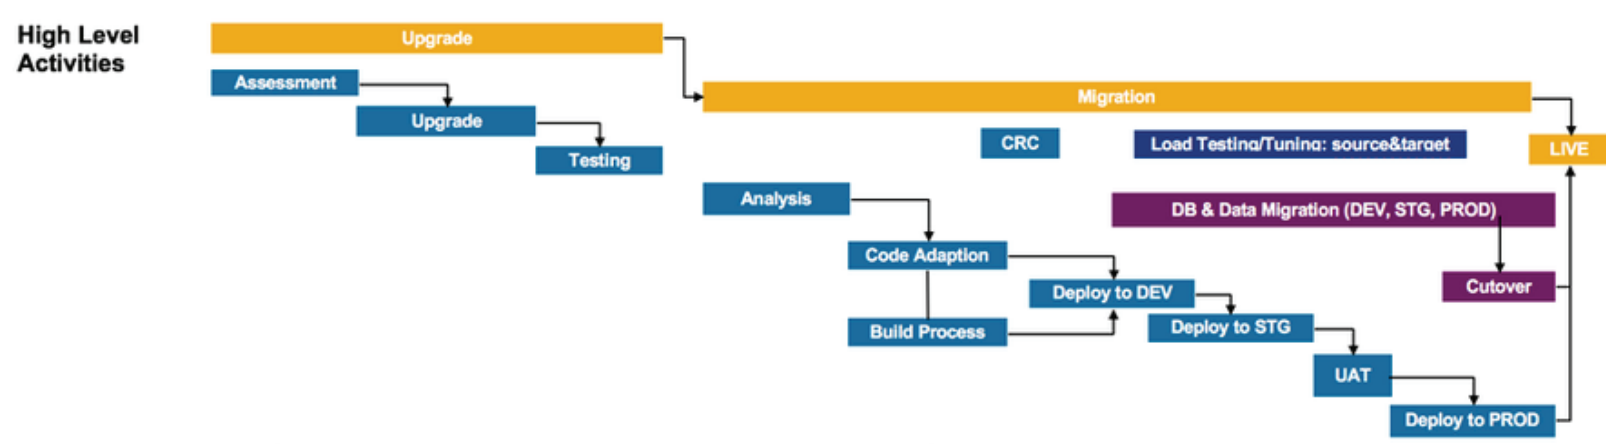 High Level
Activities
Upgrade
Assessment
Upgrade
Testing
Migration
CRC
Load Testing/Tuning: source&target
LIVE
Analysis
DB & Data Migration (DEV, STG, PROD)
Code Adaption
Deploy to DEV
Cutover
Build Process
Deploy to STG
UAT
Deploy to PROD